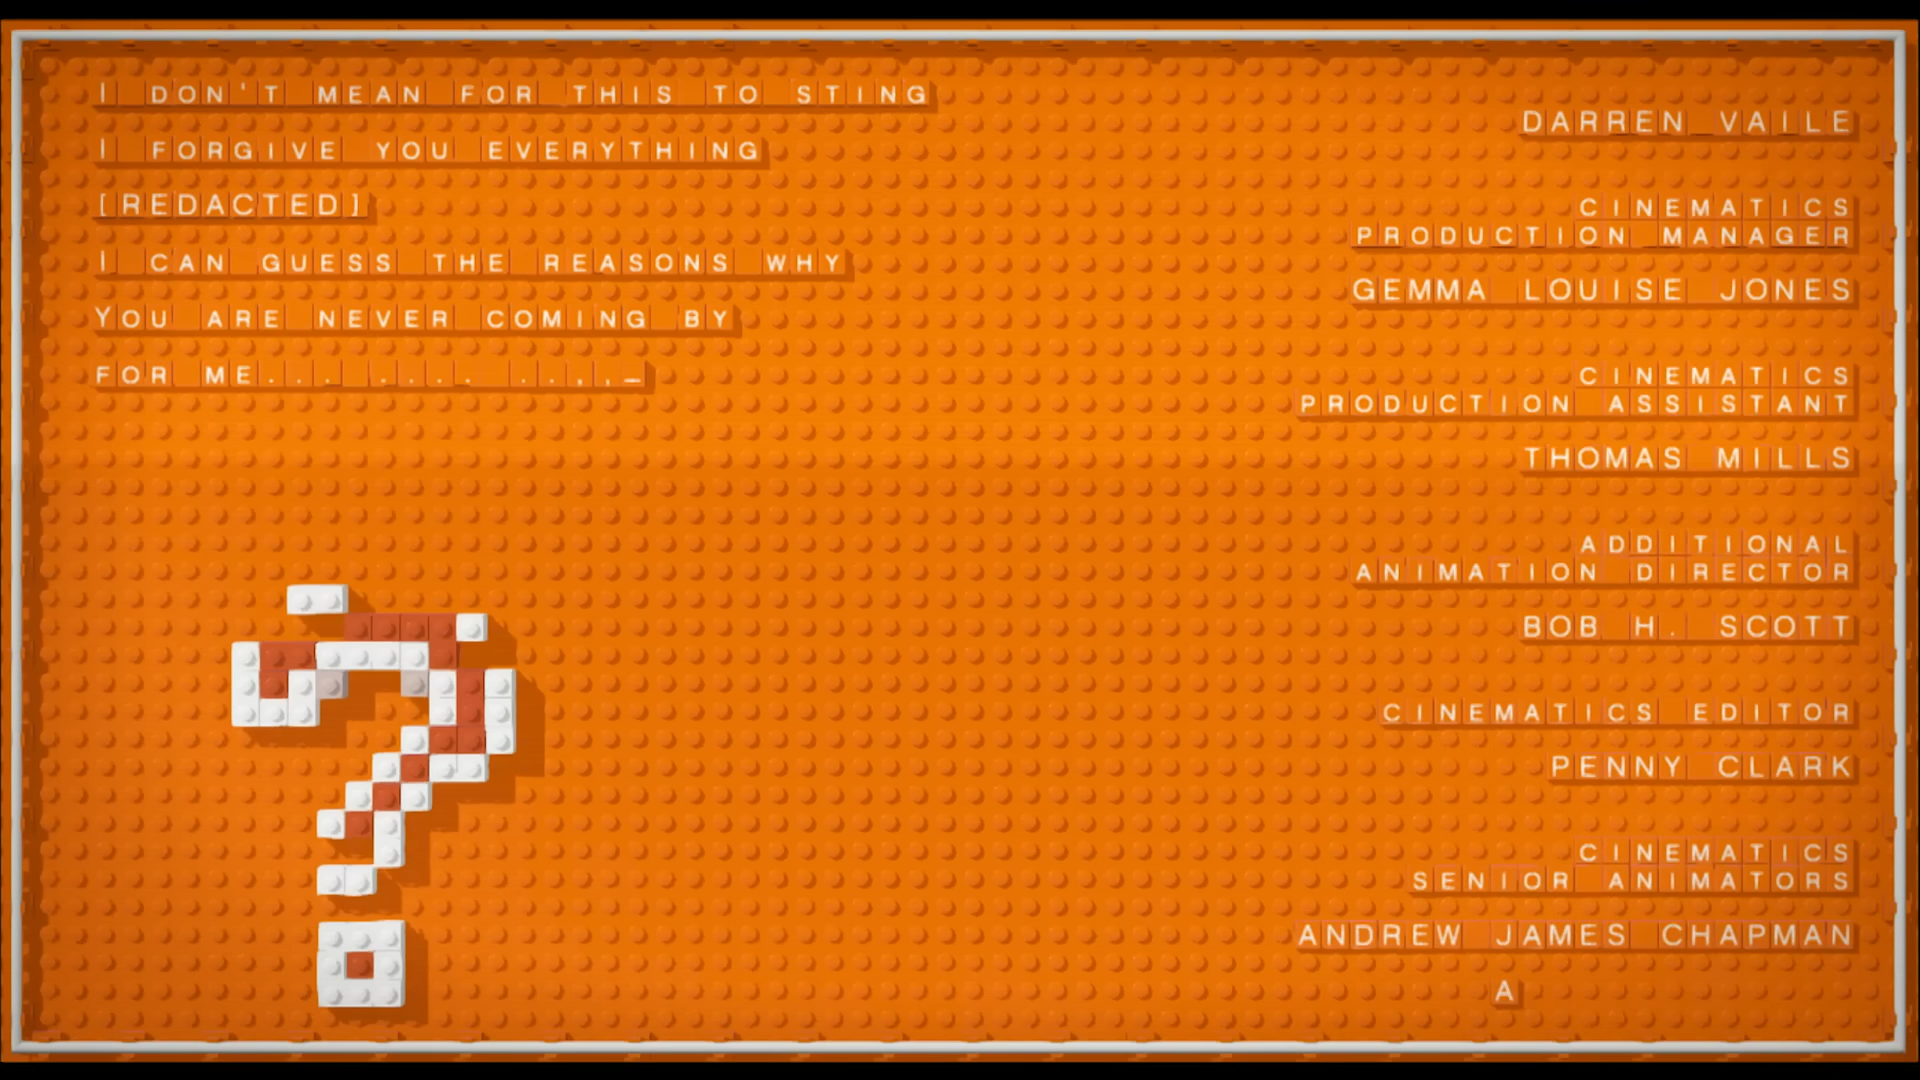 I DON'T MEAN FOR THIS TO STING
I FORGIVE YOU EVERYTHING
[REDACTED]
I CAN GUESS THE REASONS WHY
YOU ARE NEVER COMING BY
FOR ME....... ...._
DARREN VAILE
CINEMATICS
PRODUCTION MANAGER
GEMMA LOUISE JONES
CINEMATICS
PRODUCTION ASSISTANT
THOMAS MILLS
ADDITIONAL
ANIMATION DIRECTOR
BOB H. SCOTT
CINEMATICS EDITOR
PENNY CLARK
CINEMATICS
SENIOR ANIMATORS
ANDREW JAMES CHAPMAN
A
?